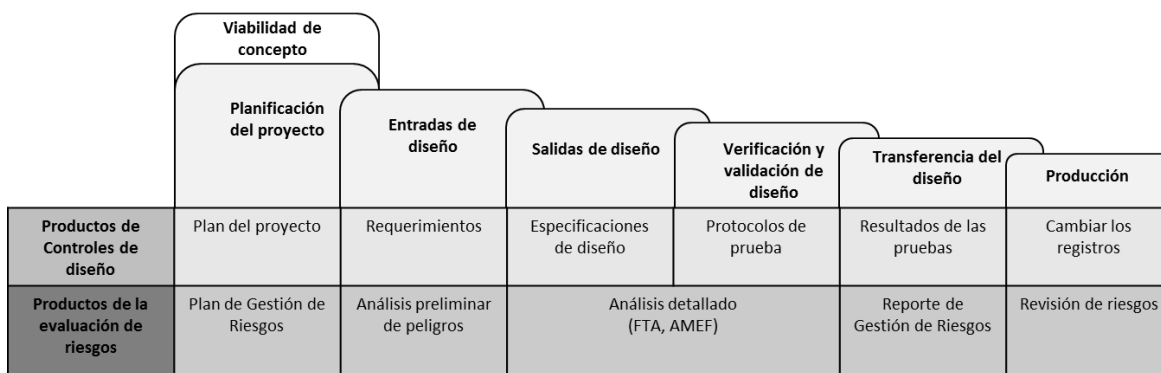 Viabilidad de
concepto
Planificación
del proyecto
Entradas de
diseño
Salidas de diseño
Verificación y
validación de
diseño
Transferencia del
diseño
Producción
Productos de
Controles de
diseño
Plan del proyecto
Requerimientos
Especificaciones
de diseño
Protocolos de
prueba
Resultados de las
pruebas
Cambiar los
registros
Productos de la
evaluación de
riesgos
Plan de Gestión de
Riesgos
Análisis preliminar
de peligros
Análisis detallado
(FTA, AMEF)
Reporte de
Gestión de Riesgos
Revisión de riesgos